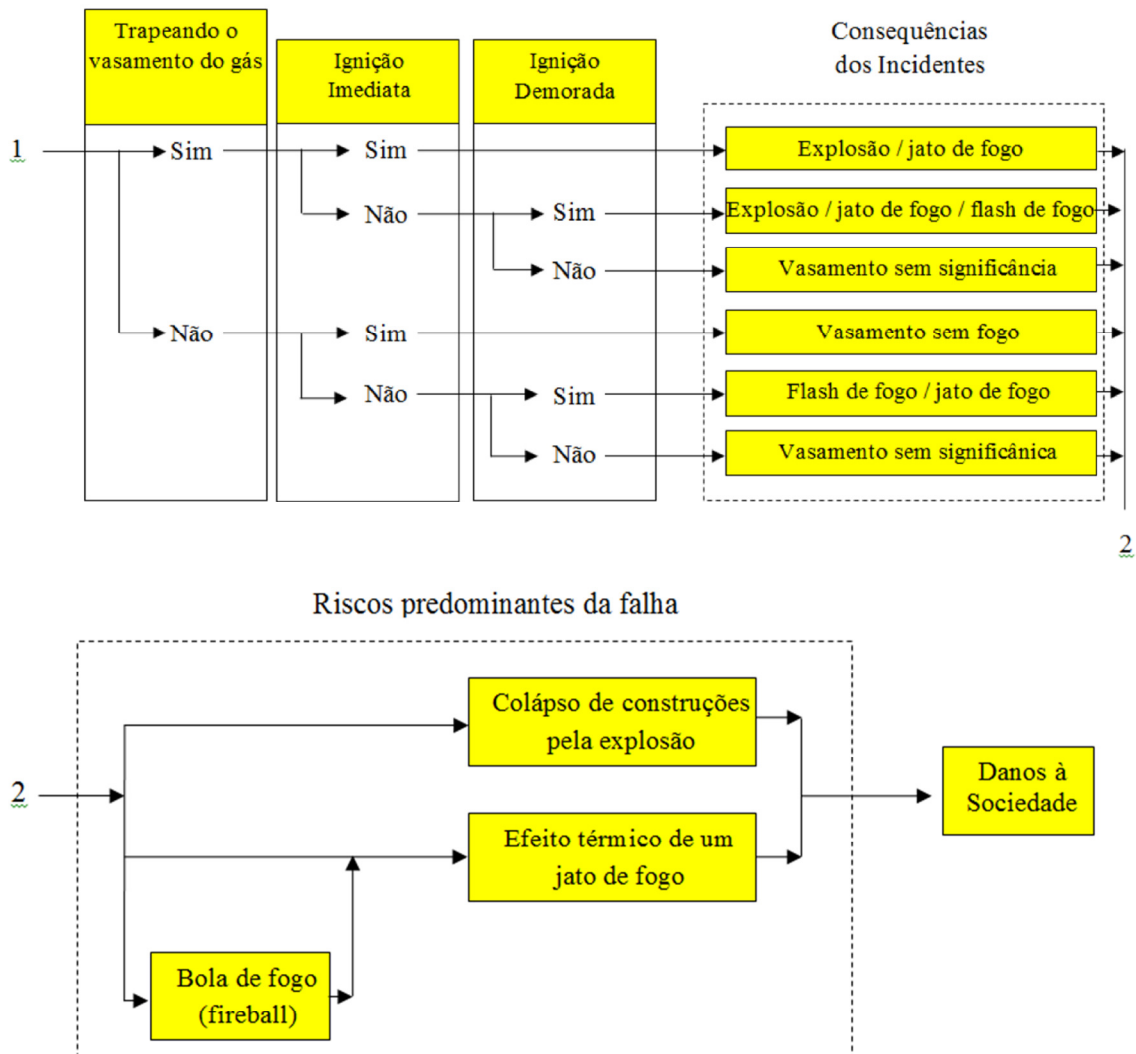 Trapeando o
vasamento do gás
Ignição
Imediata
Ignição
Demorada
Consequências
dos Incidentes
1
Sim
Sim
Explosão / jato de fogo
Não
Sim
Explosão / jato de fogo / flash de fogo
Não
Vasamento sem significância
Não
Sim
Vasamento sem fogo
Não
Sim
Flash de fogo / jato de fogo
Não
Vasamento sem significânica
2
Riscos predominantes da falha
Colápso de construções
pela explosão
2
Danos à
Sociedade
Efeito térmico de um
jato de fogo
Bola de fogo
(fireball)